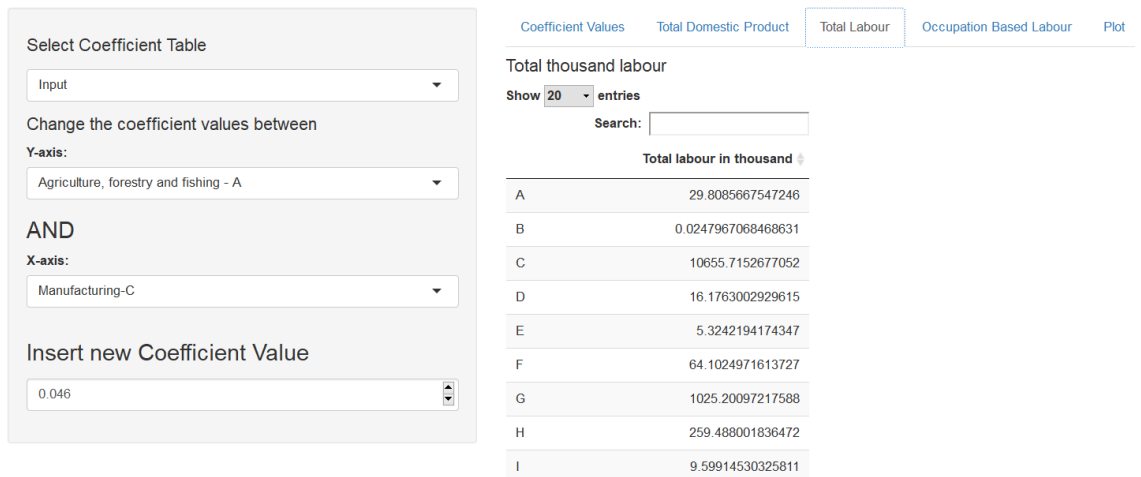 Select Coefficient Table
Input
Change the coefficient values between
Y-axis:
Agriculture, forestry and fishing - A
AND
X-axis:
Manufacturing-C
Insert new Coefficient Value
0.046
Coefficient Values Total Domestic Product Total Labour Occupation Based Labour Plot
Total thousand labour
Show 20 entries
Search:
Total labour in thousand
A 29.8085667547246
B 0.0247967068468631
C 10655.7152677052
D 16.1763002929615
E 5.3242194174347
F 64.1024971613727
G 1025.20097217588
H 259.488001836472
I 9.59914530325811